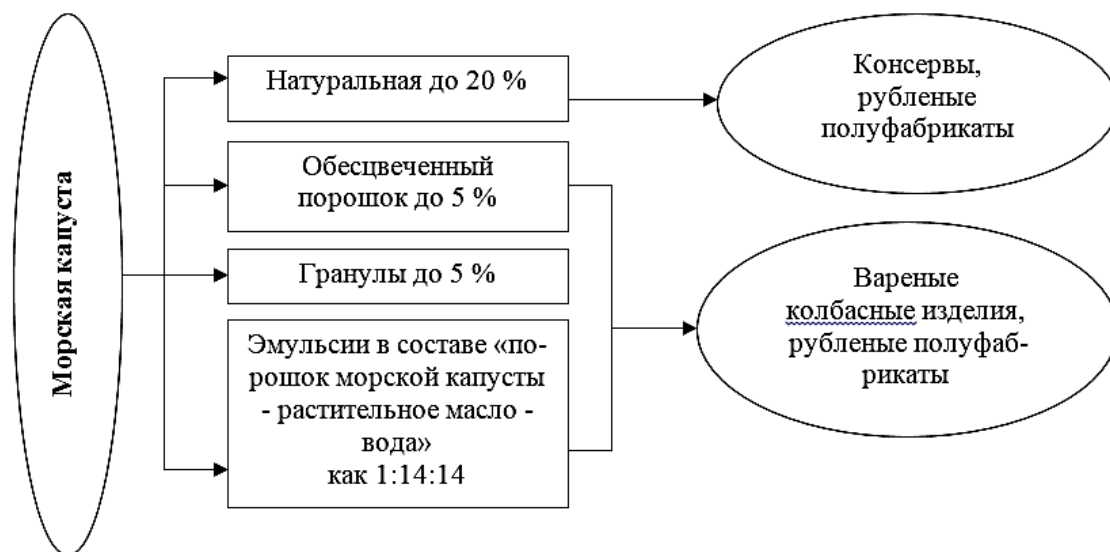 Морская капуста
Натуральная до 20 %
Обесцвеченный
порошок до 5 %
Гранулы до 5 %
Эмульсии в составе «по-
рошок морской капусты
- растительное масло -
вода»
как 1:14:14
Консервы,
рубленые
полуфабрикаты
Вареные
колбасные изделия,
рубленые полуфаб-
рикаты